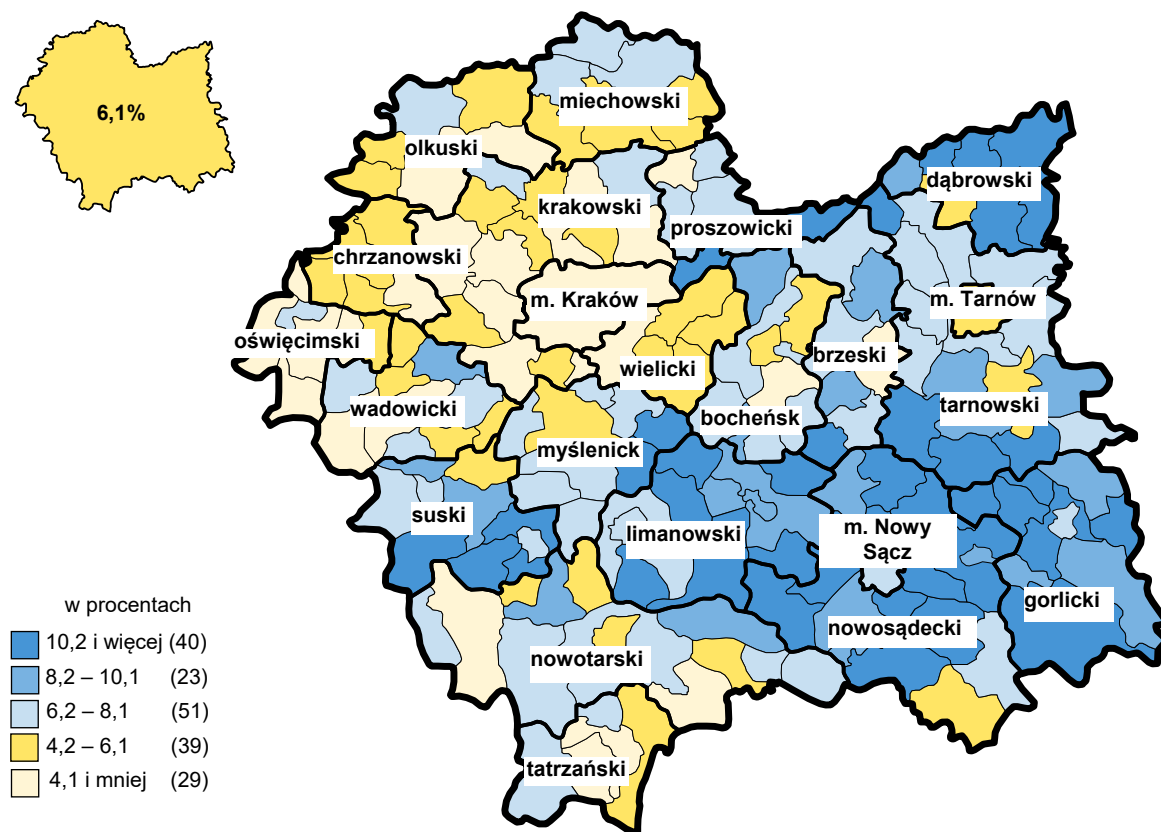 6,1%
miechowski
olkuski
dąbrowski
krakowski
proszowicki
chrzanowski
m. Kraków
m. Tarnów
oświęcimski
wielicki
brzeski
wadowicki
bocheńsk
tarnowski
myślenick
suski
limanowski
m. Nowy
Sącz
gorlicki
nowosądecki
nowotarski
tatrzański
w procentach
10,2 i więcej (40)
8,2 – 10,1 (23)
6,2 – 8,1 (51)
4,2 – 6,1 (39)
4,1 i mniej (29)